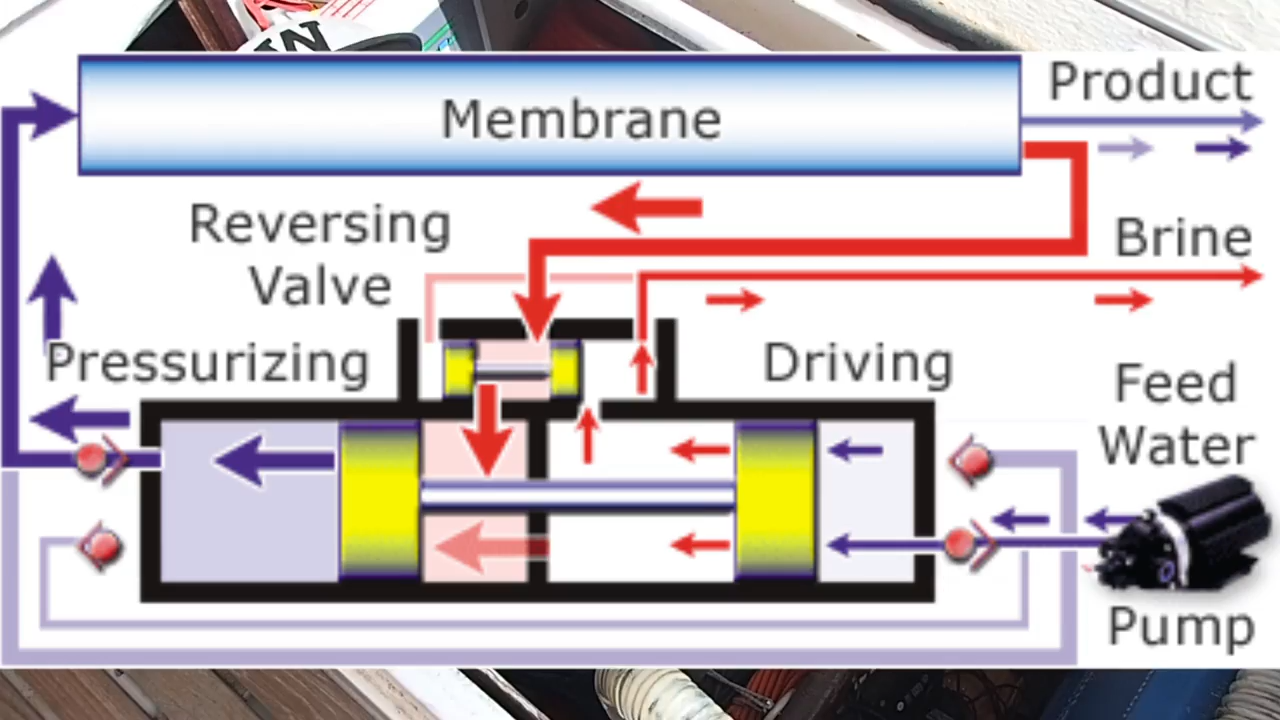 Membrane
Product
Reversing
Valve
Brine
Pressurizing
Driving
Feed
Water
Pump